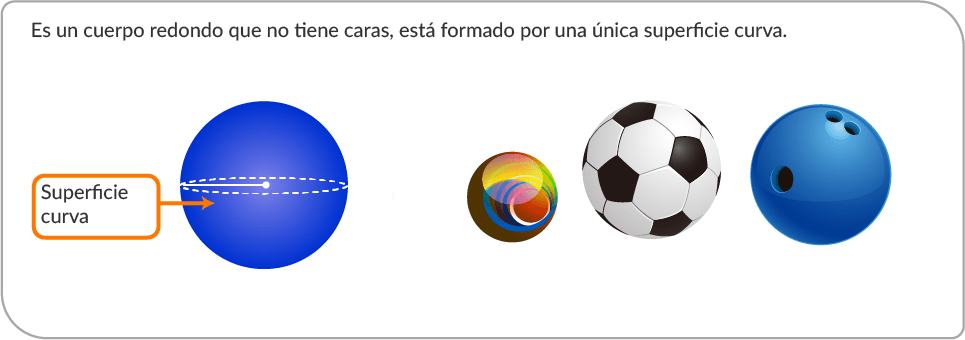 Es un cuerpo redondo que no tiene caras, está formado por una única superficie curva.
Superficie
curva